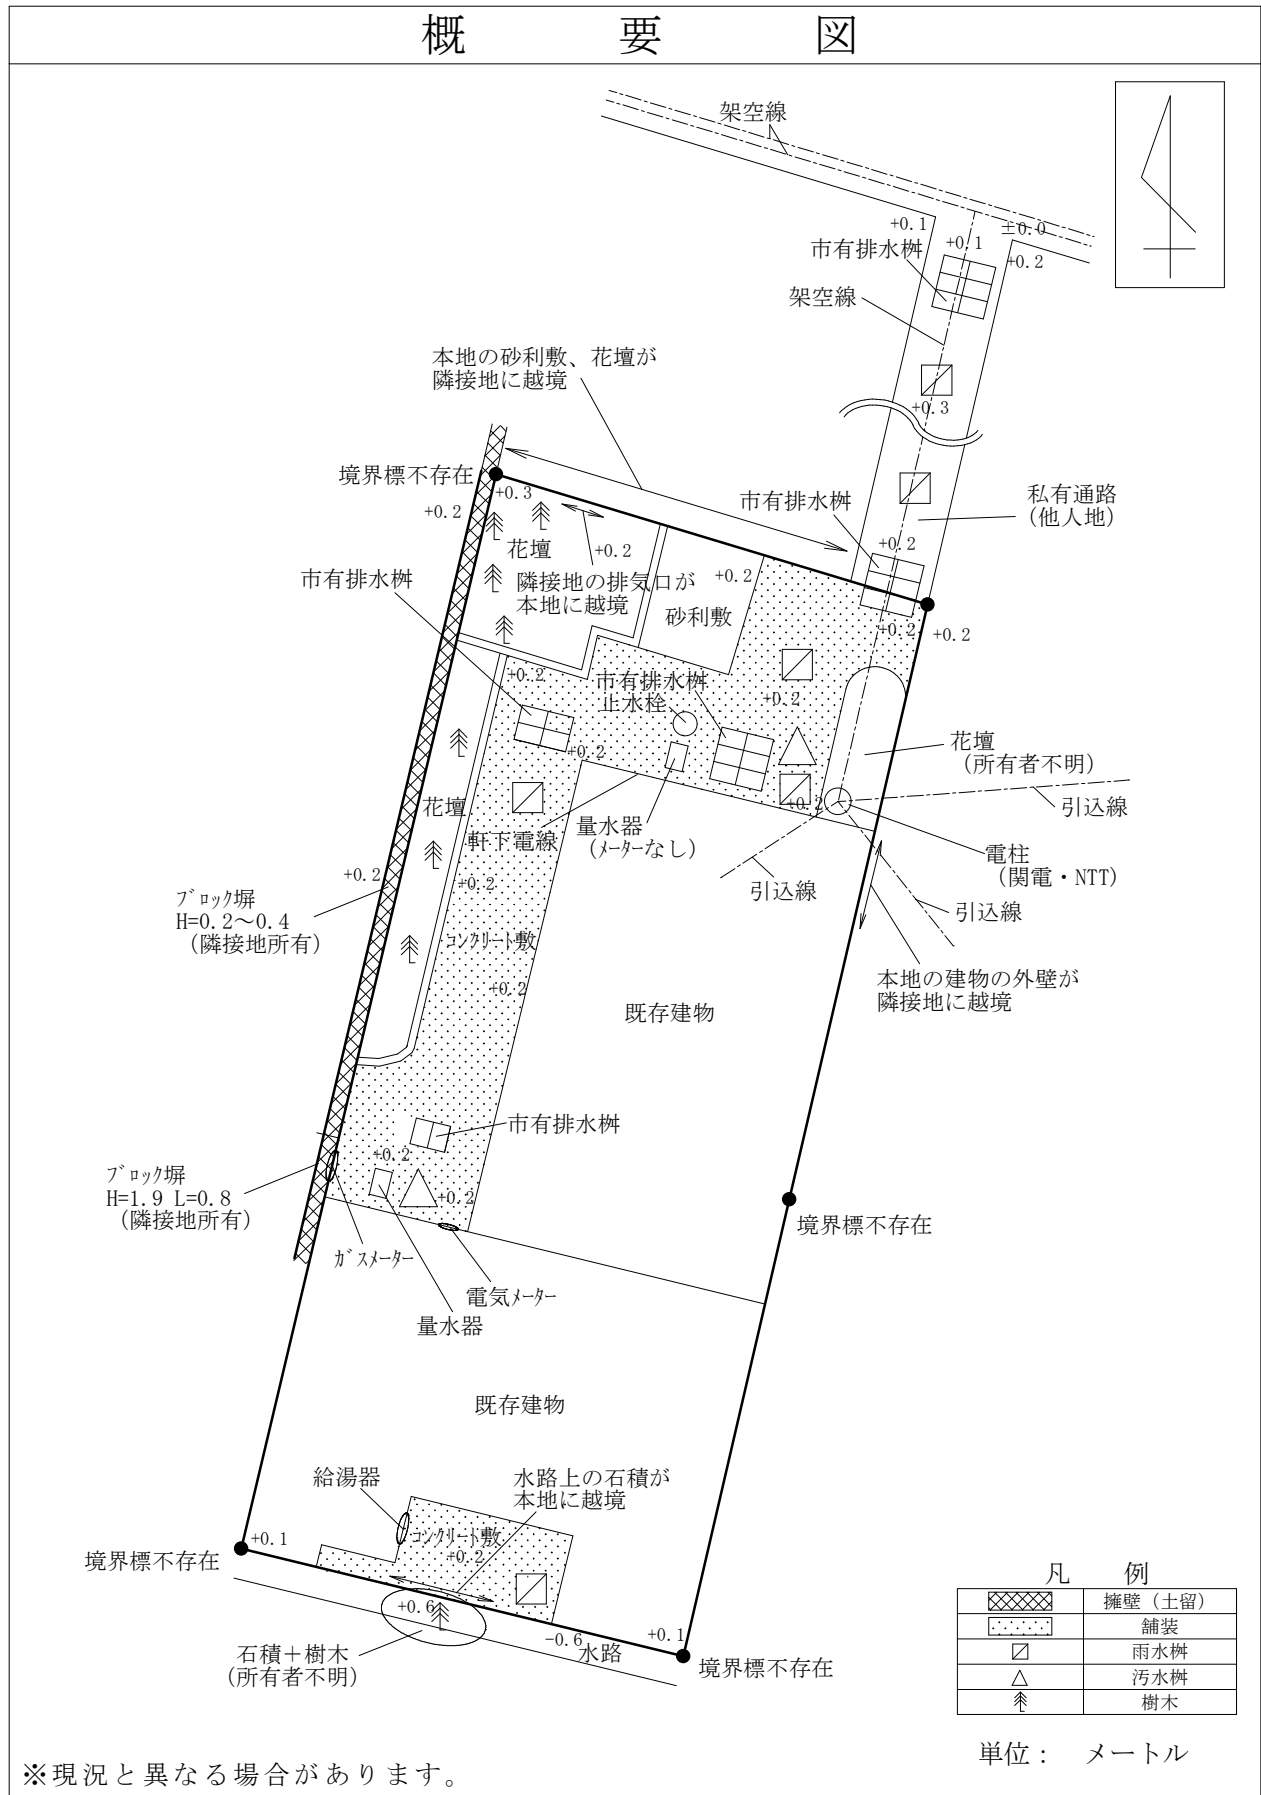 概要図
架空線
+0.1
±0.0
+0.1
市有排水桝
+0.2
架空線
本地の砂利敷、花壇が
隣接地に越境
+0.3
境界標不存在
+0.3
+0.2
市有排水桝
私有通路
(他人地)
花壇
+0.2
+0.2
市有排水桝
隣接地の排気口が
本地に越境
+0.2
砂利敷
+0.2
+0.2
+0.2
市有排水桝
止水栓
+0.2
+0.2
花壇
(所有者不明)
花壇
+0.2
引込線
軒下電線
量水器
(メーターなし)
電柱
(関電・NTT)
引込線
+0.2
+0.2
引込線
ブロック塀
H=0.2～0.4
(隣接地所有)
コンクリート敷
+0.2
本地の建物の外壁が
隣接地に越境
既存建物
市有排水桝
+0.2
ブロック塀
H=1.9 L=0.8
(隣接地所有)
+0.2
境界標不存在
ガスメーター
電気メーター
量水器
既存建物
給湯器
水路上の石積が
本地に越境
+0.1
コンクリート敷
+0.2
境界標不存在
+0.6
-0.6
+0.1
水路
石積＋樹木
(所有者不明)
境界標不存在
凡例
擁壁（土留）
舗装
雨水桝
汚水桝
樹木
単位： メートル
※現況と異なる場合があります。